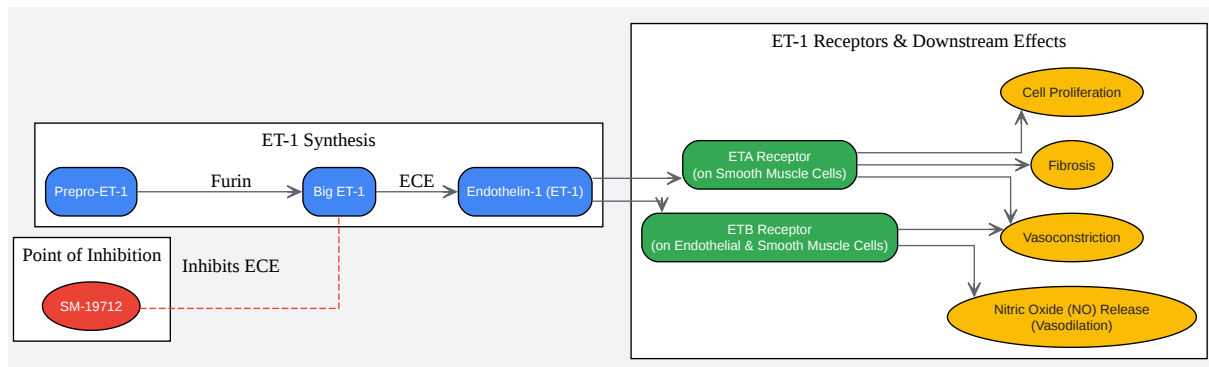 ET-1 Receptors & Downstream Effects
Cell Proliferation
ET-1 Synthesis
ETA Receptor
(on Smooth Muscle Cells)
Fibrosis
Prepro-ET-1
Furin
Big ET-1
ECE
Endothelin-1 (ET-1)
ETB Receptor
(on Endothelial & Smooth Muscle Cells)
Vasoconstriction
Point of Inhibition
Inhibits ECE
SM-19712
Nitric Oxide (NO) Release
(Vasodilation)